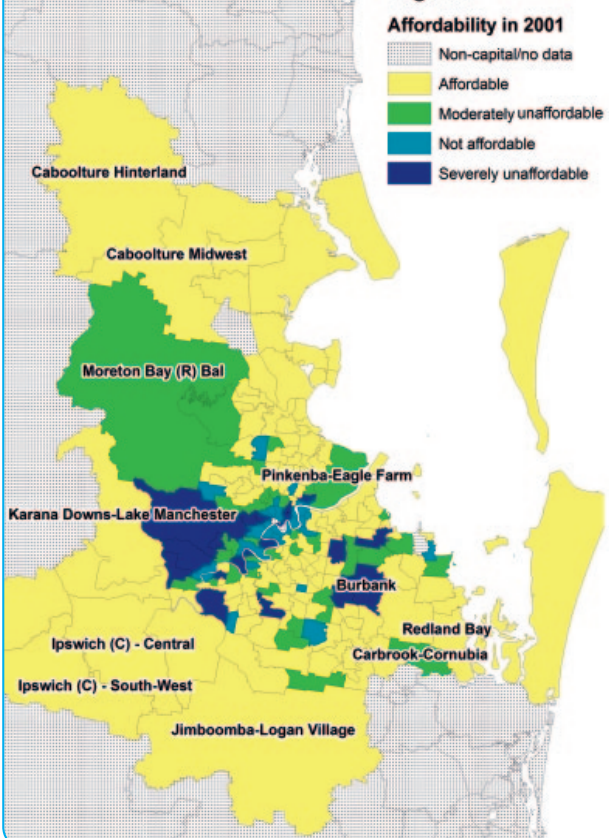 Affordability in 2001
Non-capital/no data
Affordable
Moderately unaffordable
Not affordable
Severely unaffordable
Caboolture Hinterland
Caboolture Midwest
Moreton Bay (R) Bal
Pinkenba-Eagle Farm
Karana Downs-Lake Manchester
Burbank
Redland Bay
Ipswich (C) - Central
Carbrook-Cornubia
Ipswich (C) - South-West
Jimboomba-Logan Village